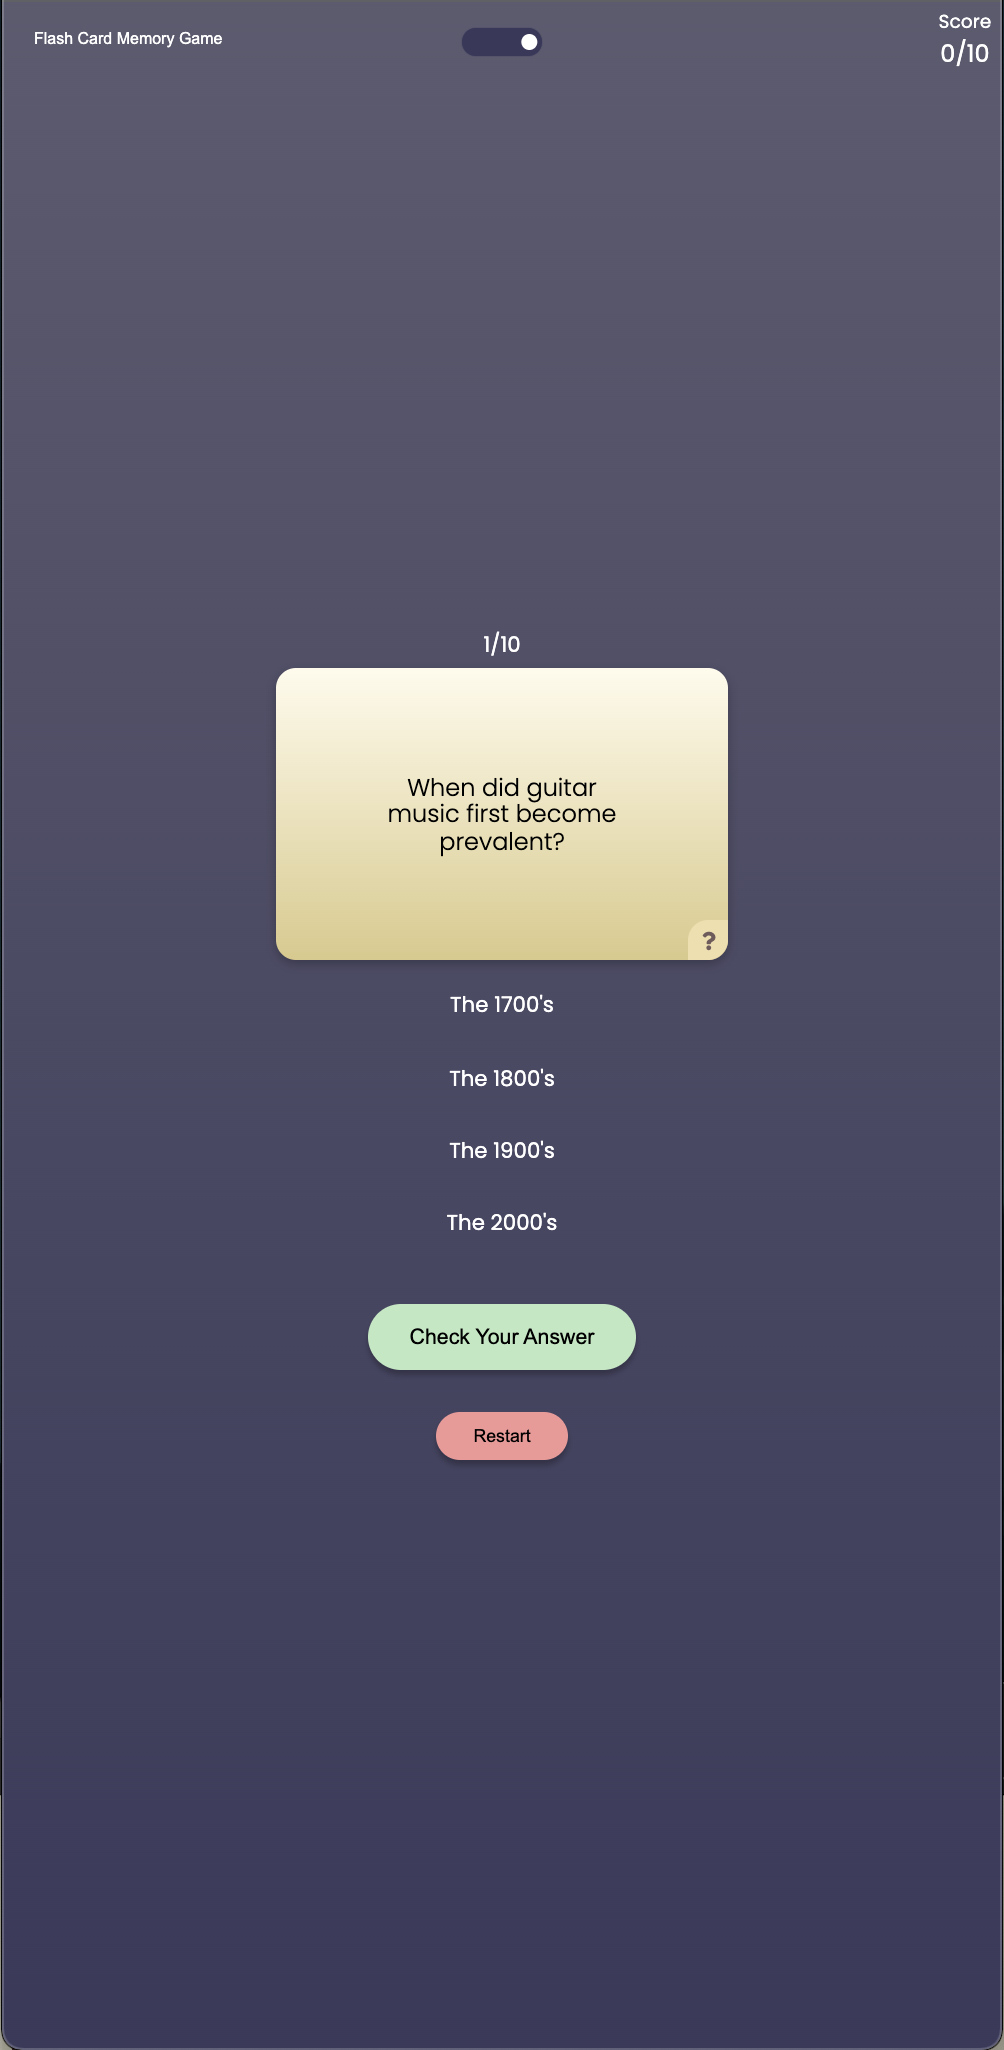 Flash Card Memory Game
Score
0/10
1/10
When did guitar
music first become
prevalent?
?
The 1700's
The 1800's
The 1900's
The 2000's
Check Your Answer
Restart